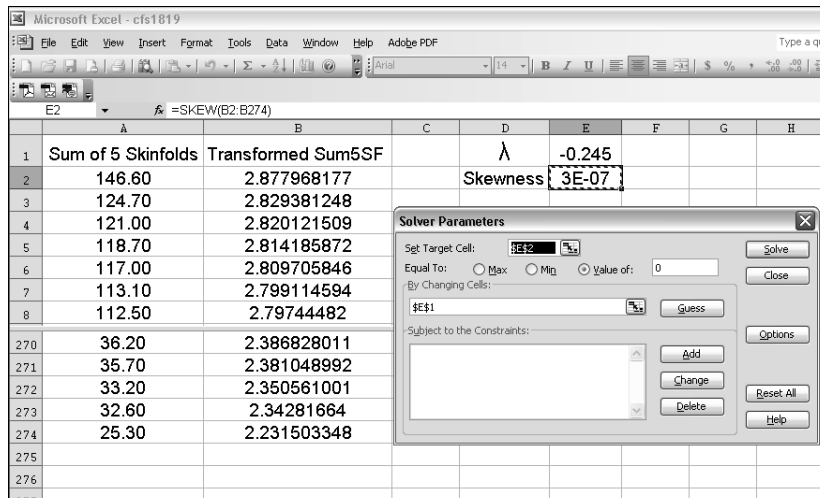 Microsoft Excel - cfs1819
File Edit View Insert Format Tools Data Window Help Adobe PDF Type a qu
Arial 14 B I U $ % ,
E2 fx =SKEW(B2:B274)
A B C D E F G H
1 Sum of 5 Skinfolds Transformed Sum5SF λ -0.245
2 146.60 2.877968177 Skewness 3E-07
3 124.70 2.829381248
4 121.00 2.820121509
5 118.70 2.814185872
6 117.00 2.809705846
7 113.10 2.799114594
8 112.50 2.79744482
270 36.20 2.386828011
271 35.70 2.381048992
272 33.20 2.350561001
273 32.60 2.34281664
274 25.30 2.231503348
275
276
Solver Parameters
Set Target Cell: $E$2 Solve
Equal To: Max Min Value of: 0 Close
By Changing Cells:
$E$1 Guess
Subject to the Constraints: Options
Add
Change
Reset All
Delete
Help